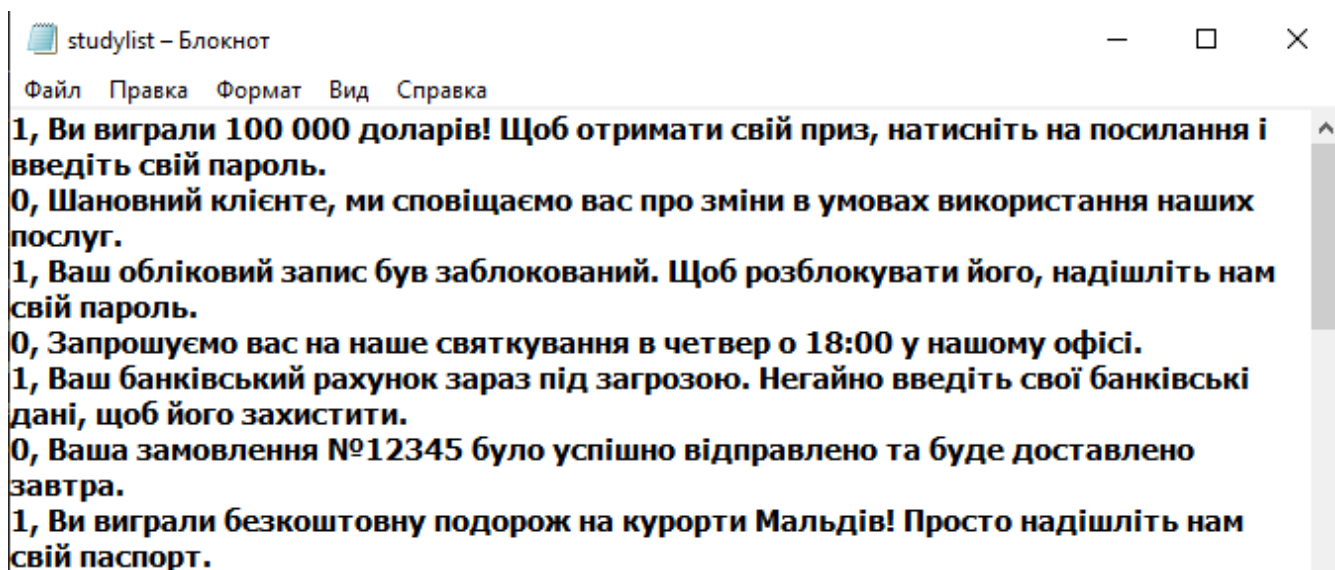 studylist – Блокнот
Файл Правка Формат Вид Справка
1, Ви виграли 100 000 доларів! Щоб отримати свій приз, натисніть на посилання і
введіть свій пароль.
0, Шановний клієнте, ми сповіщаємо вас про зміни в умовах використання наших
послуг.
1, Ваш обліковий запис був заблокований. Щоб розблокувати його, надішліть нам
свій пароль.
0, Запрошуємо вас на наше святкування в четвер о 18:00 у нашому офісі.
1, Ваш банківський рахунок зараз під загрозою. Негайно введіть свої банківські
дані, щоб його захистити.
0, Ваша замовлення №12345 було успішно відправлено та буде доставлено
завтра.
1, Ви виграли безкоштовну подорож на курорти Мальдів! Просто надішліть нам
свій паспорт.